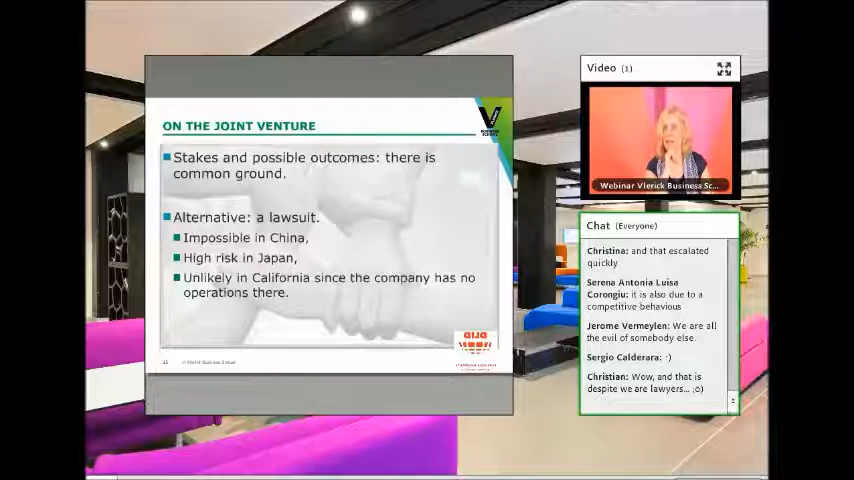 ON THE JOINT VENTURE
Stakes and possible outcomes: there is
common ground.
Alternative: a lawsuit.
Impossible in China,
High risk in Japan,
Unlikely in California since the company has no
operations there.
© Vlerick Business School
aija
Video (1)
Webinar Vlerick Business Sc...
Chat (Everyone)
Christina: and that escalated
quickly
Serena Antonia Luisa
Corongiu: it is also due to a
competitive behavious
Jerome Vermeylen: We are all
the evil of somebody else.
Sergio Calderara: :)
Christian: Wow, and that is
despite we are lawyers... ;o)